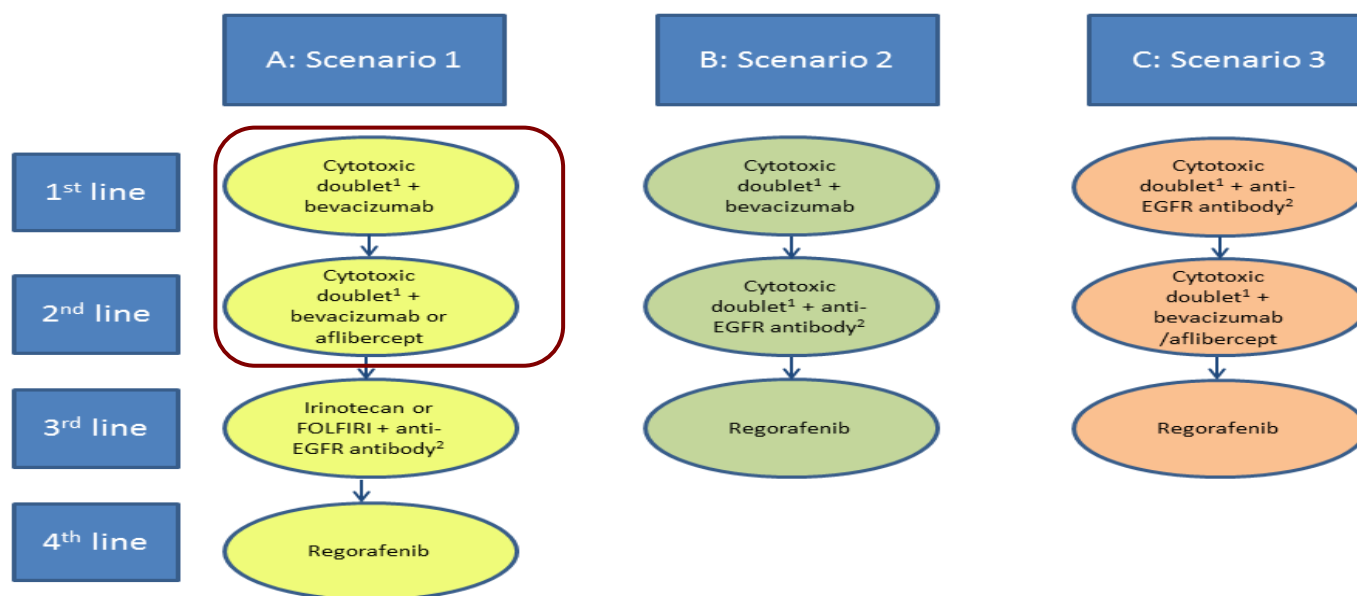 A: Scenario 1
B: Scenario 2
C: Scenario 3
1st line
Cytotoxic
doublet¹ +
bevacizumab
Cytotoxic
doublet¹ +
bevacizumab
Cytotoxic
doublet¹ + anti-
EGFR antibody²
2nd line
Cytotoxic
doublet¹ +
bevacizumab or
aflibercept
Cytotoxic
doublet¹ + anti-
EGFR antibody²
Cytotoxic
doublet¹ +
bevacizumab
/aflibercept
3rd line
Irinotecan or
FOLFIRI + anti-
EGFR antibody²
Regorafenib
Regorafenib
4th line
Regorafenib